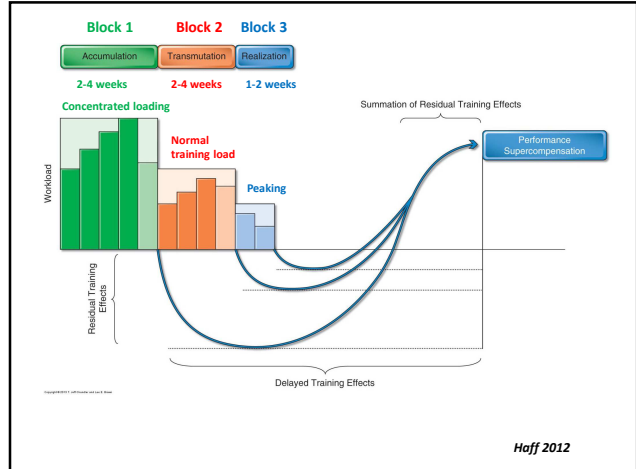 Block 1
Block 2
Block 3
Accumulation
Transmutation
Realization
2-4 weeks
2-4 weeks
1-2 weeks
Concentrated loading
Summation of Residual Training Effects
Normal
training load
Performance
Supercompensation
Peaking
Workload
Residual Training
Effects
Delayed Training Effects
Haff 2012